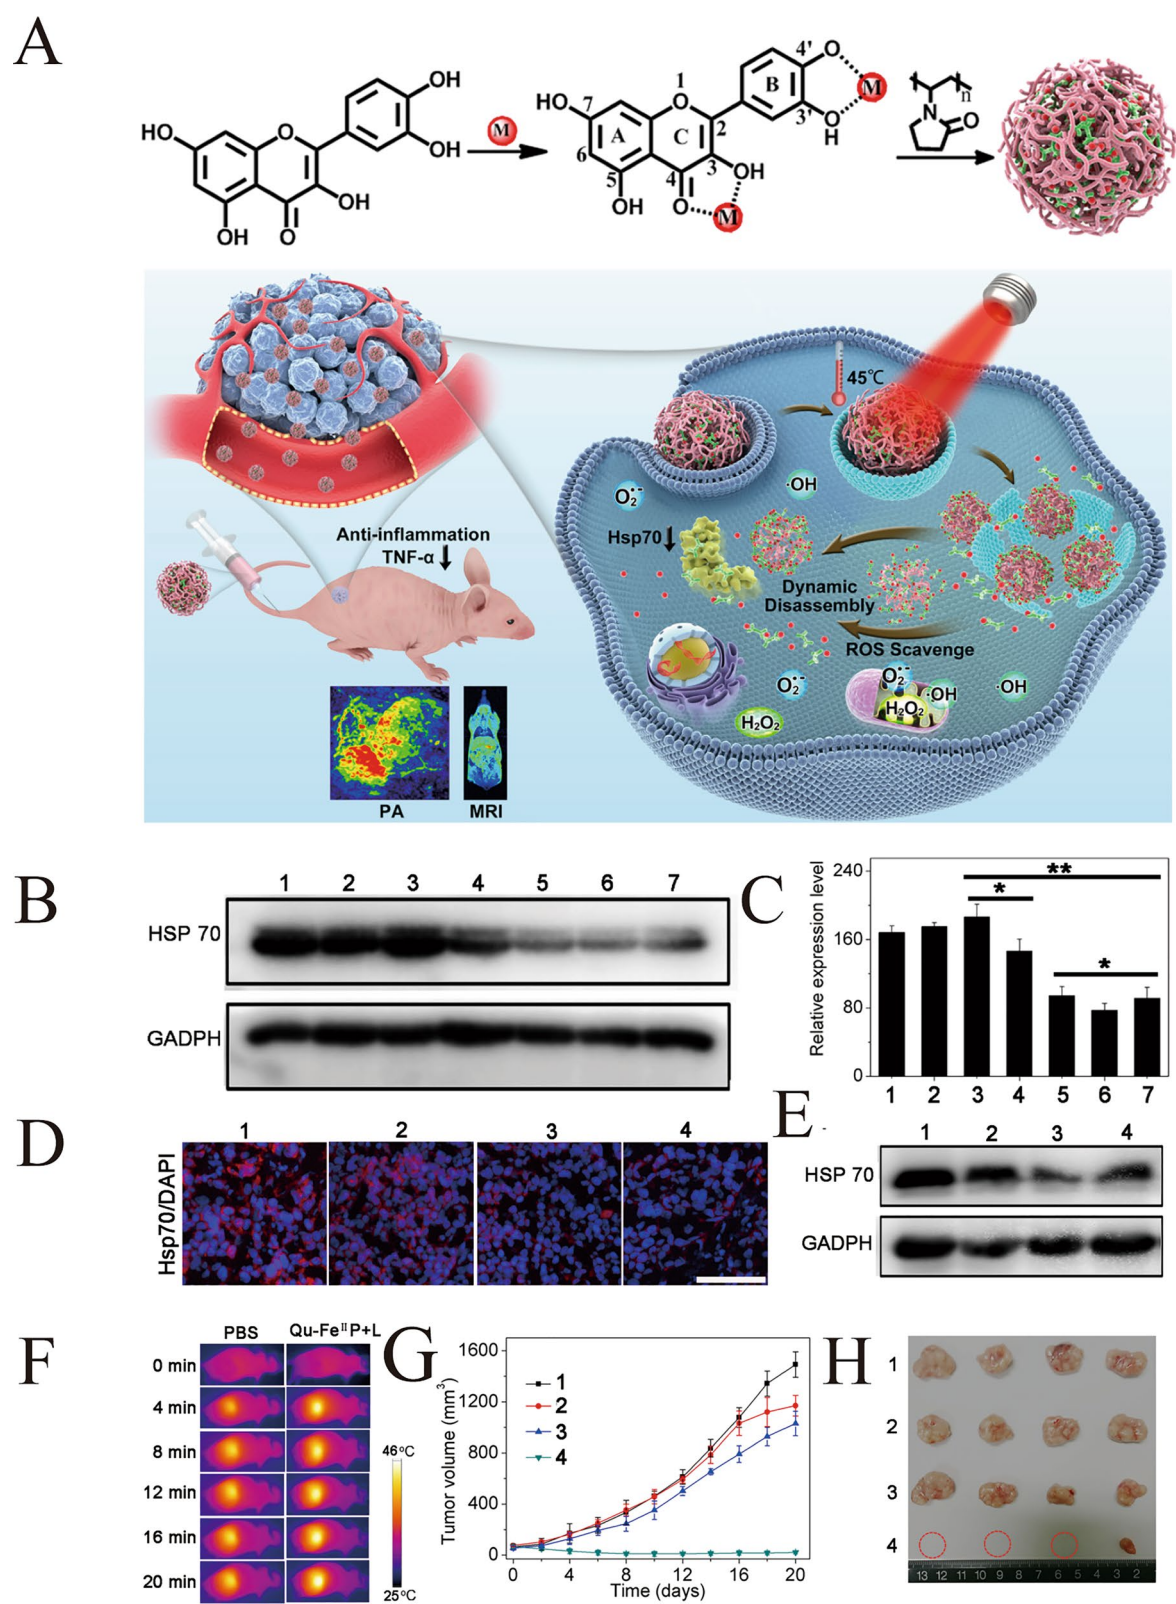 A
HO
O
OH
OH
OH
OH
O
M
HO
7
6
5
A
4
C
3
2
1
O
B
4'
3'
O
O
H
OH
OH
O
M
M
N
O
n
45℃
O₂·⁻
·OH
Hsp70
Anti-inflammation
TNF-α
Dynamic
Disassembly
ROS Scavenge
O₂·⁻
·OH
H₂O₂
O₂·⁻
·OH
H₂O₂
PA
MRI
B
1 2 3 4 5 6 7
HSP 70
GADPH
C
Relative expression level
240
160
80
0
**
*
*
1 2 3 4 5 6 7
D
1 2 3 4
Hsp70/DAPI
E
1 2 3 4
HSP 70
GADPH
F
PBS Qu-FeᴵᴵP+L
0 min
4 min
8 min
12 min
16 min
20 min
46℃
25℃
G
Tumor volume (mm³)
1600
1200
800
400
0
1
2
3
4
0 4 8 12 16 20
Time (days)
H
1
2
3
4
13 12 11 10 9 8 7 6 5 4 3 2